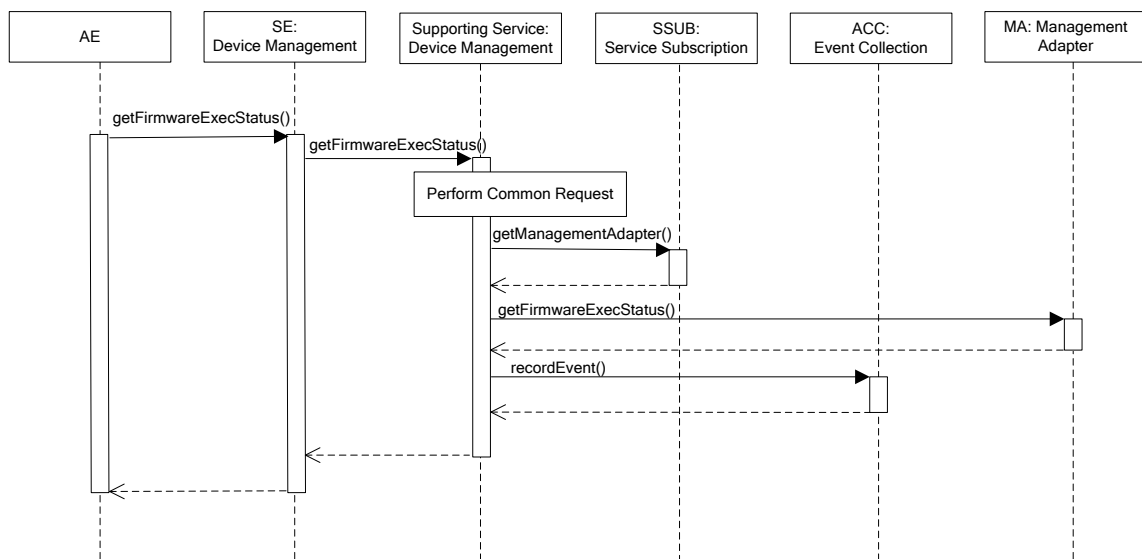 AE
SE:
Device Management
Supporting Service:
Device Management
SSUB:
Service Subscription
ACC:
Event Collection
MA: Management
Adapter
getFirmwareExecStatus()
getFirmwareExecStatus()
Perform Common Request
getManagementAdapter()
getFirmwareExecStatus()
recordEvent()